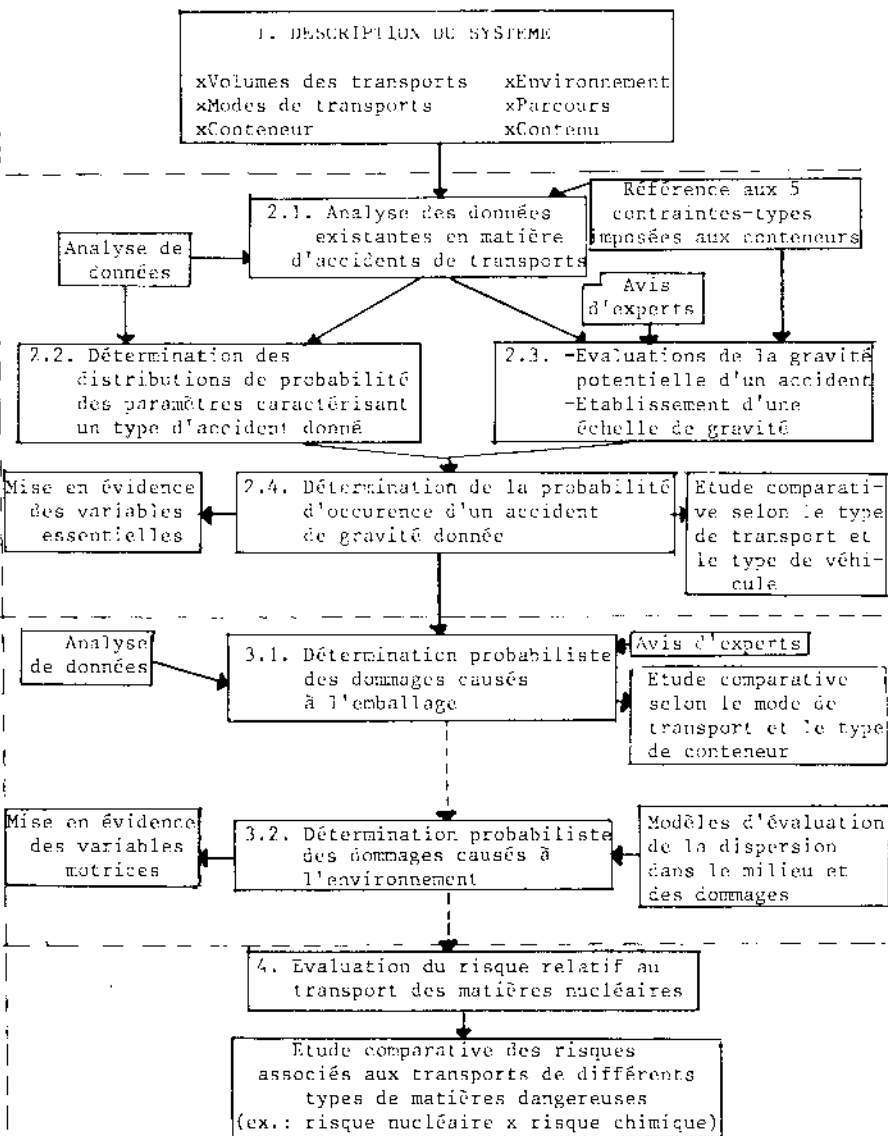 1. DESCRIPTION DU SYSTEME
xVolumes des transports xEnvironnement
xModes de transports xParcours
xConteneur xContenu
Référence aux 5
contraintes-types
imposées aux conteneurs
2.1. Analyse des données
existantes en matière
d'accidents de transports
Analyse de
données
Avis
d'experts
2.2. Détermination des
distributions de probabilité
des paramètres caractérisant
un type d'accident donné
2.3. -Evaluations de la gravité
potentielle d'un accident
-Etablissement d'une
échelle de gravité
Mise en évidence
des variables
essentielles
2.4. Détermination de la probabilité
d'occurence d'un accident
de gravité donnée
Etude comparati-
ve selon le type
de transport et
le type de véhi-
cule
Analyse
de données
3.1. Détermination probabiliste
des dommages causés
à l'emballage
Avis d'experts
Etude comparative
selon le mode de
transport et le type
de conteneur
Mise en évidence
des variables
motrices
3.2. Détermination probabiliste
des dommages causés à
l'environnement
Modèles d'évaluation
de la dispersion
dans le milieu et
des dommages
4. Evaluation du risque relatif au
transport des matières nucléaires
Etude comparative des risques
associés aux transports de différents
types de matières dangereuses
(ex.: risque nucléaire x risque chimique)